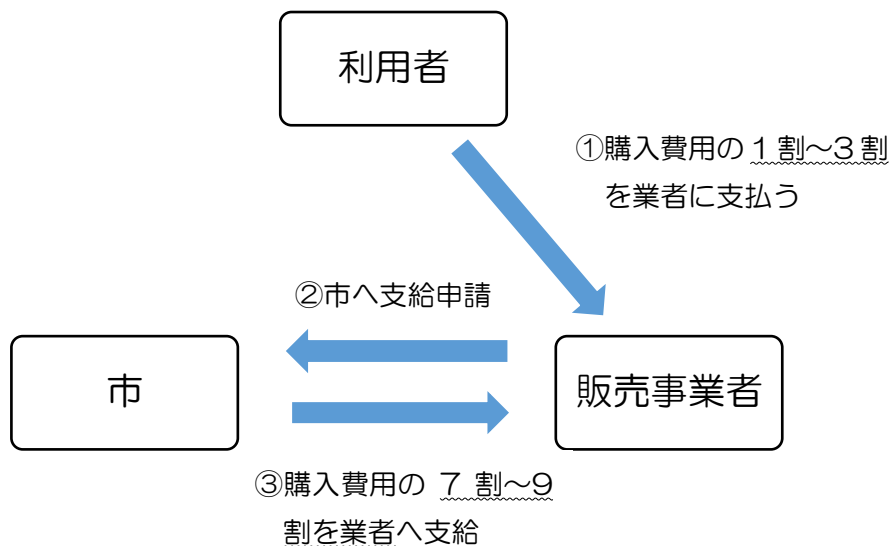 利用者
①購入費用の１割～３割
を業者に支払う
②市へ支給申請
市
販売事業者
③購入費用の ７ 割～９
割を業者へ支給